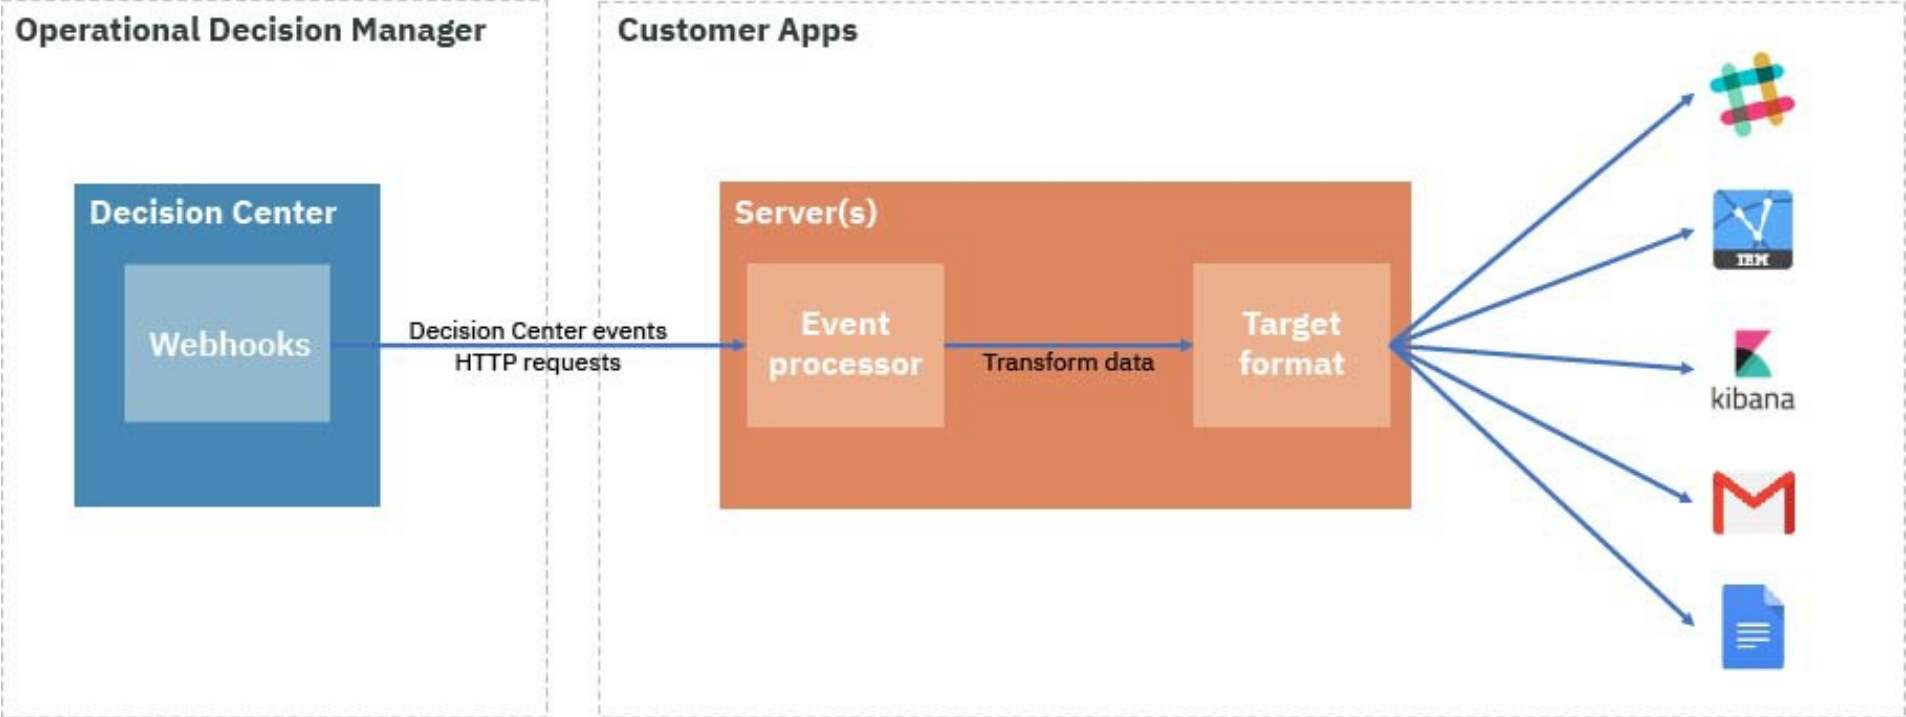 Operational Decision Manager
Customer Apps
Decision Center
Webhooks
Decision Center events
HTTP requests
Server(s)
Event
processor
Transform data
Target
format
IBM
kibana